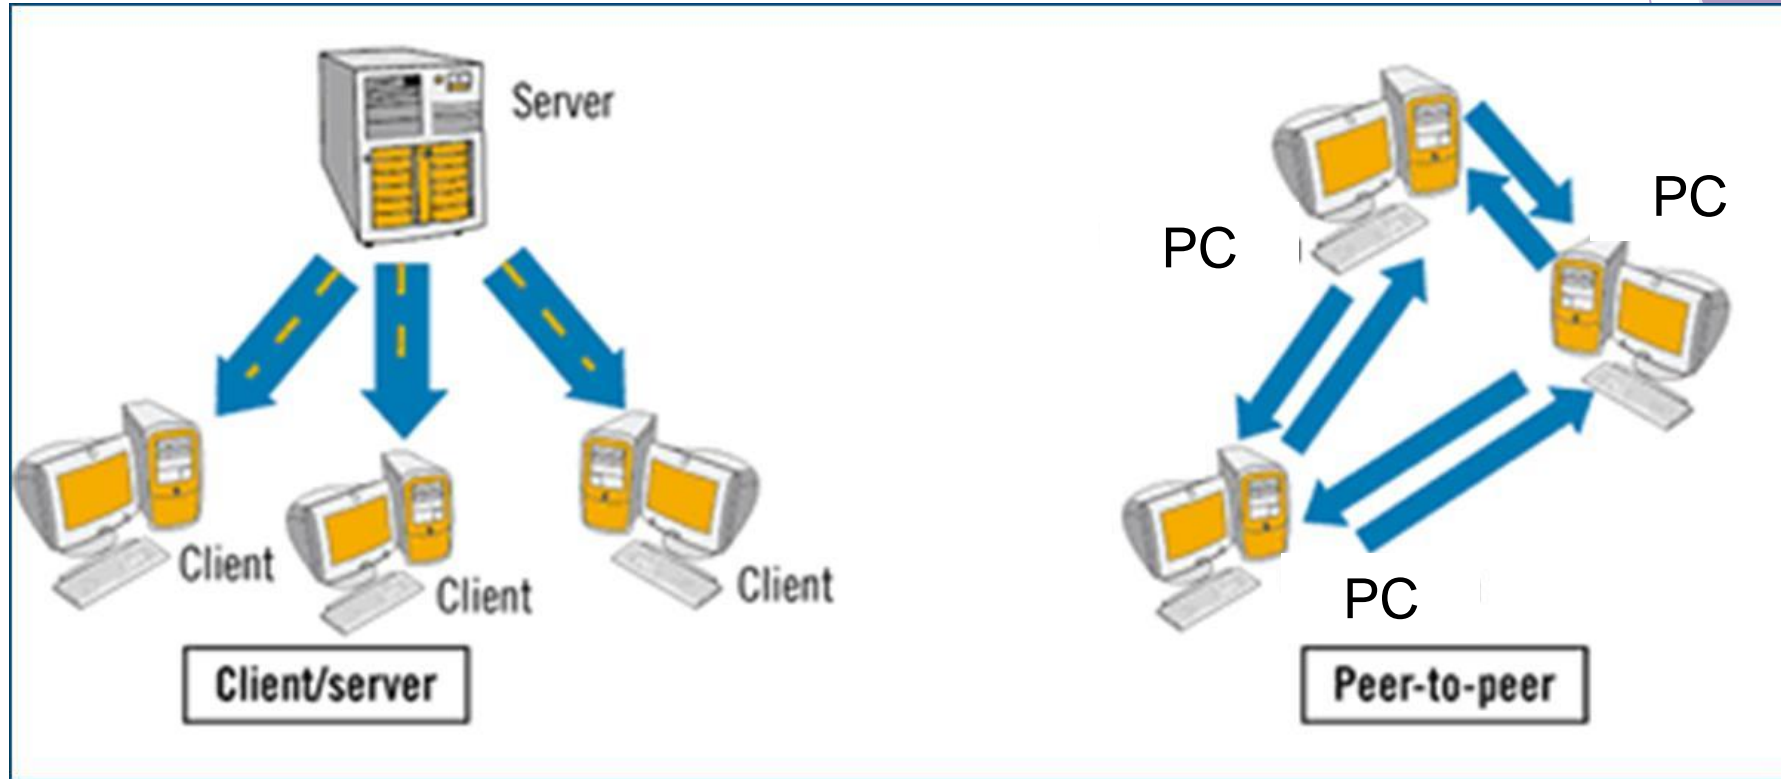 Server
Client
Client
Client
Client/server
PC
PC
PC
Peer-to-peer